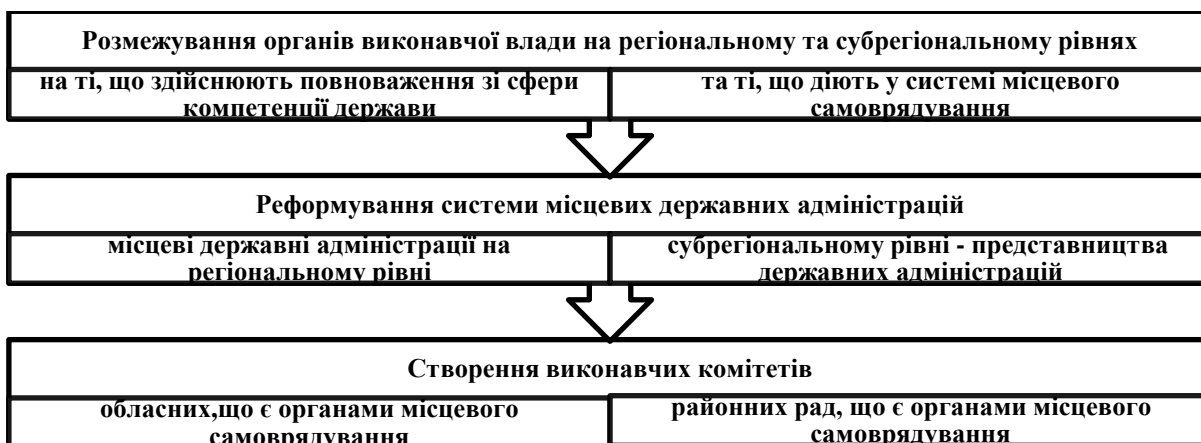 Розмежування органів виконавчої влади на регіональному та субрегіональному рівнях
на ті, що здійснюють повноваження зі сфери
компетенції держави
та ті, що діють у системі місцевого
самоврядування
Реформування системи місцевих державних адміністрацій
місцеві державні адміністрації на
регіональному рівні
субрегіональному рівні - представництва
державних адміністрацій
Створення виконавчих комітетів
обласних,що є органами місцевого
самоврядування
районних рад, що є органами місцевого
самоврядування